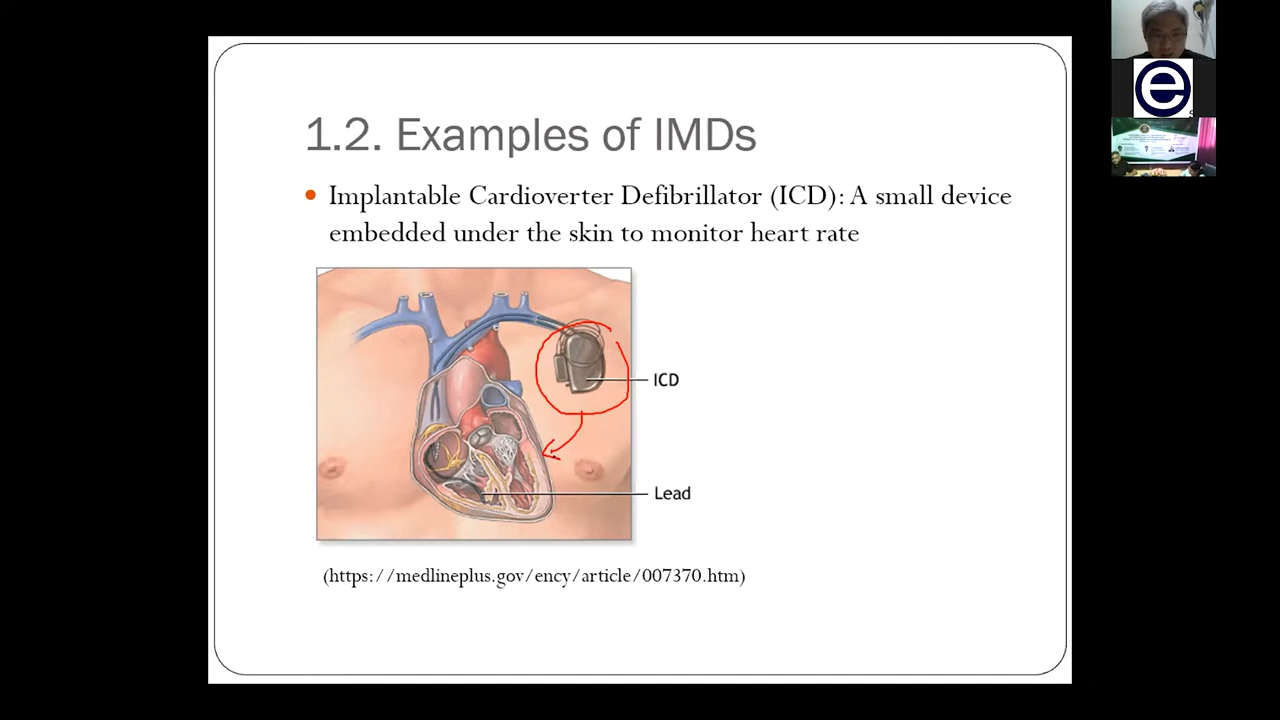 1.2. Examples of IMDs
Implantable Cardioverter Defibrillator (ICD): A small device
embedded under the skin to monitor heart rate
ICD
Lead
(https://medlineplus.gov/ency/article/007370.htm)
e